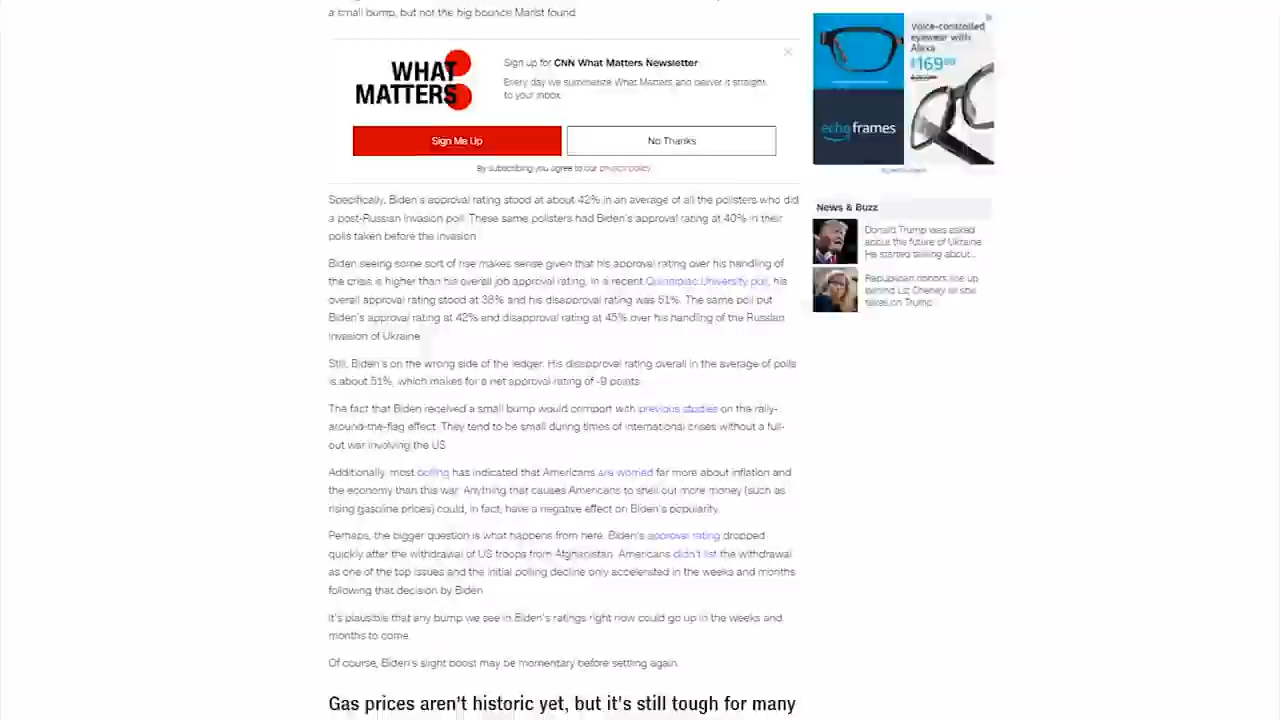 a small bump, but not the big bounce Marist found.
WHAT
MATTERS
Sign up for CNN What Matters Newsletter
Every day we summarize What Matters and deliver it straight
to your inbox.
Sign Me Up
No Thanks
By subscribing you agree to our privacy policy.
Specifically, Biden's approval rating stood at about 42% in an average of all the pollsters who did
a post-Russian invasion poll. These same pollsters had Biden's approval rating at 40% in their
polls taken before the invasion.
Biden seeing some sort of rise makes sense given that his approval rating over his handling of
the crisis is higher than his overall job approval rating. In a recent Quinnipiac University poll, his
overall approval rating stood at 38% and his disapproval rating was 51%. The same poll put
Biden's approval rating at 42% and disapproval rating at 45% over his handling of the Russian
invasion of Ukraine.
Still, Biden's on the wrong side of the ledger. His disapproval rating overall in the average of polls
is about 51%, which makes for a net approval rating of -9 points.
The fact that Biden received a small bump would comport with previous studies on the rally-
around-the-flag effect. They tend to be small during times of international crises without a full-
out war involving the US.
Additionally, most polling has indicated that Americans are worried far more about inflation and
the economy than this war. Anything that causes Americans to shell out more money (such as
rising gasoline prices) could, in fact, have a negative effect on Biden's popularity.
Perhaps, the bigger question is what happens from here. Biden's approval rating dropped
quickly after the withdrawal of US troops from Afghanistan. Americans didn't list the withdrawal
as one of the top issues and the initial polling decline only accelerated in the weeks and months
following that decision by Biden.
It's plausible that any bump we see in Biden's ratings right now could go up in the weeks and
months to come.
Of course, Biden's slight boost may be momentary before setting again.
Gas prices aren't historic yet, but it's still tough for many
Voice-controlled
eyewear with
Alexa
$169.99
echo frames
News & Buzz
Donald Trump was asked
about the future of Ukraine.
He started talking about...
Republican donors line up
behind Liz Cheney as she
takes on Trump